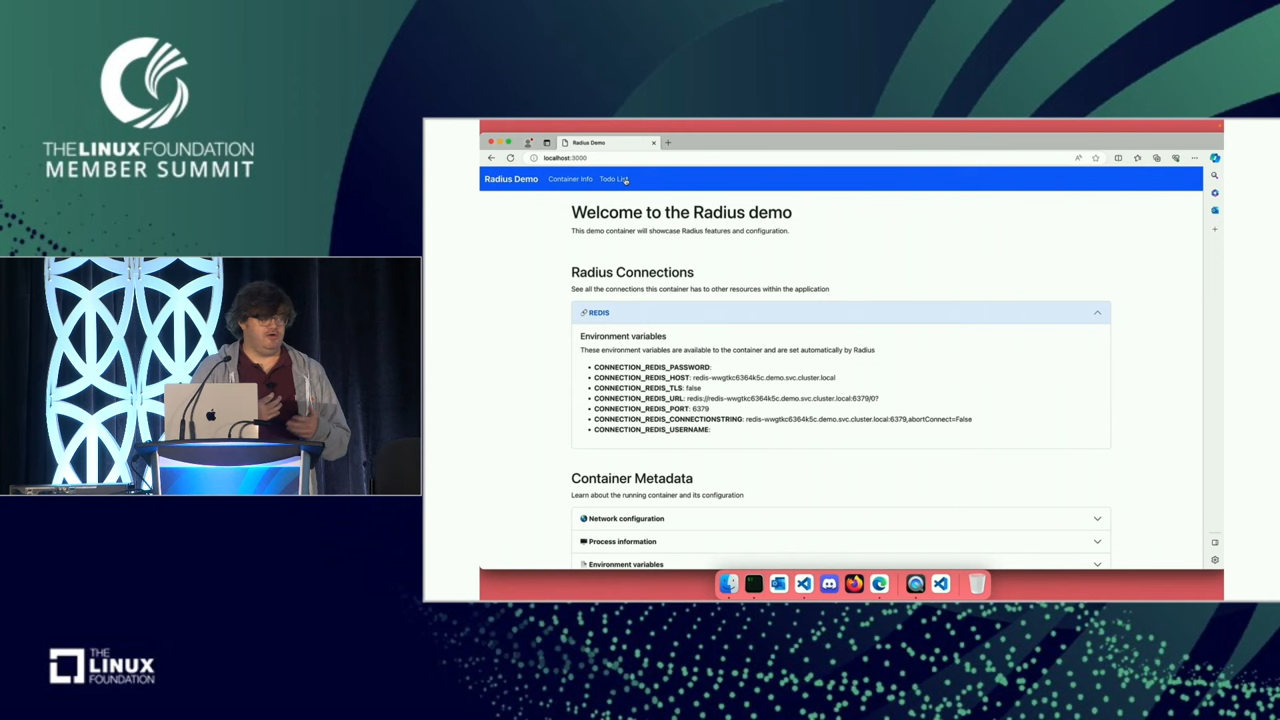 THE LINUX FOUNDATION
MEMBER SUMMIT
Radius Demo
localhost:3000
Radius Demo
Container Info
Todo List
Welcome to the Radius demo
This demo container will showcase Radius features and configuration.
Radius Connections
See all the connections this container has to other resources within the application
REDIS
Environment variables
These environment variables are available to the container and are set automatically by Radius
• CONNECTION_REDIS_PASSWORD:
• CONNECTION_REDIS_HOST: redis-wwgtkc6364k5c.demo.svc.cluster.local
• CONNECTION_REDIS_TLS: false
• CONNECTION_REDIS_URL: redis://redis-wwgtkc6364k5c.demo.svc.cluster.local:6379/0?
• CONNECTION_REDIS_PORT: 6379
• CONNECTION_REDIS_CONNECTIONSTRING: redis-wwgtkc6364k5c.demo.svc.cluster.local:6379,abortConnect=False
• CONNECTION_REDIS_USERNAME:
Container Metadata
Learn about the running container and its configuration
Network configuration
Process information
Environment variables
THE
LINUX
FOUNDATION